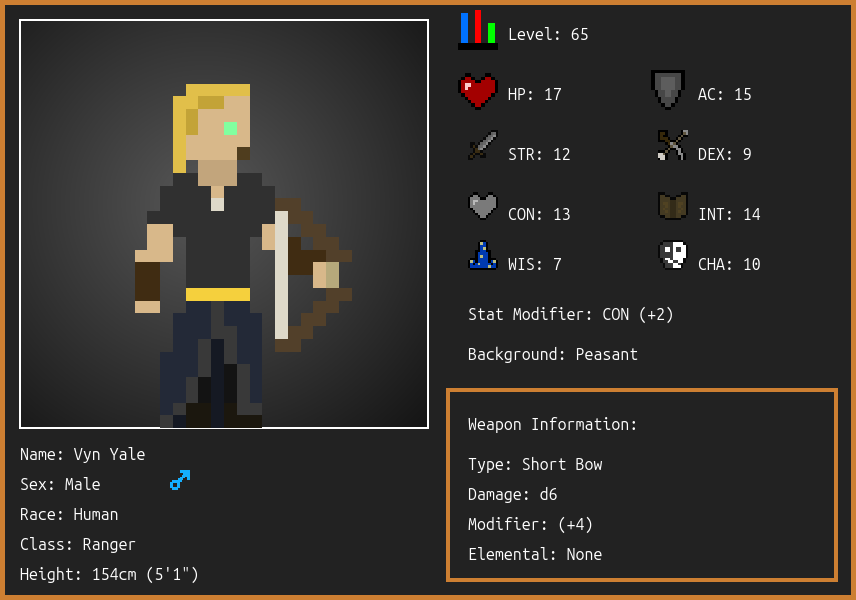 Level: 65
HP: 17
AC: 15
STR: 12
DEX: 9
CON: 13
INT: 14
WIS: 7
CHA: 10
Stat Modifier: CON (+2)
Background: Peasant
Weapon Information:
Type: Short Bow
Damage: d6
Modifier: (+4)
Elemental: None
Name: Vyn Yale
Sex: Male
Race: Human
Class: Ranger
Height: 154cm (5'1")